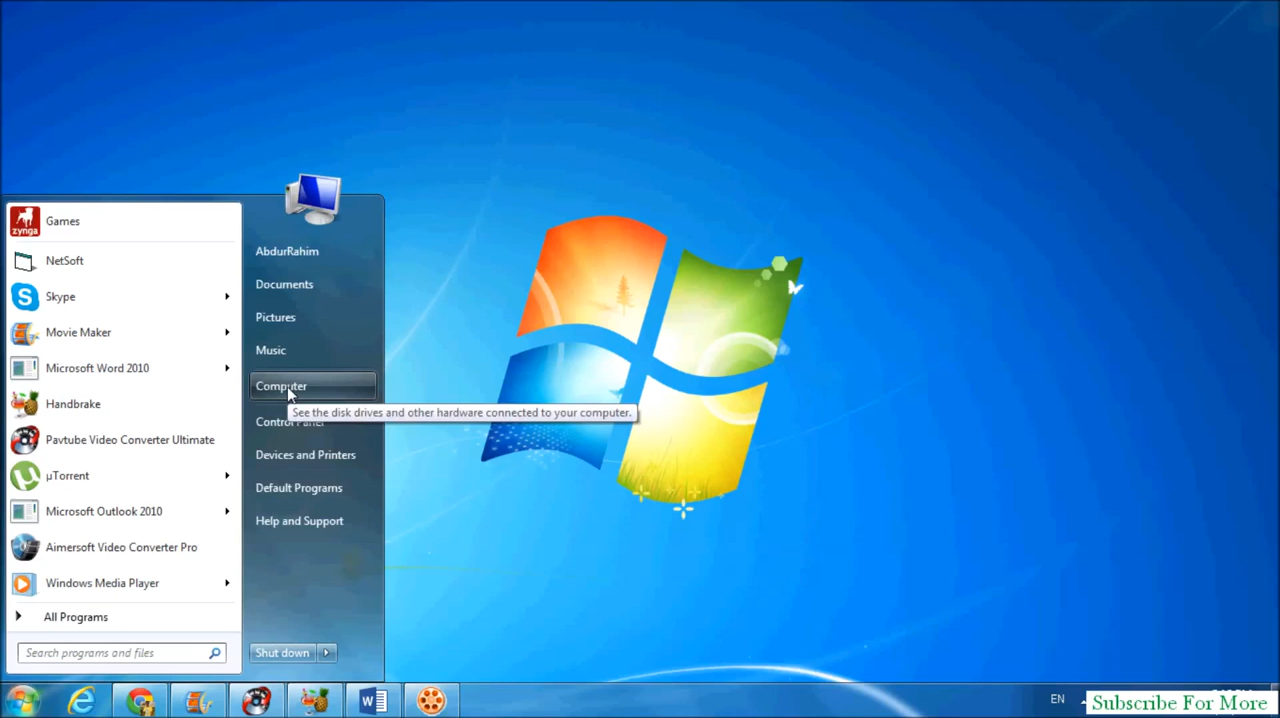 zynga
Games
NetSoft
Skype
Movie Maker
Microsoft Word 2010
Handbrake
Pavtube Video Converter Ultimate
µTorrent
Microsoft Outlook 2010
Aimersoft Video Converter Pro
Windows Media Player
All Programs
Search programs and files
AbdurRahim
Documents
Pictures
Music
Computer
See the disk drives and other hardware connected to your computer.
Control Panel
Devices and Printers
Default Programs
Help and Support
Shut down
EN
Subscribe For More